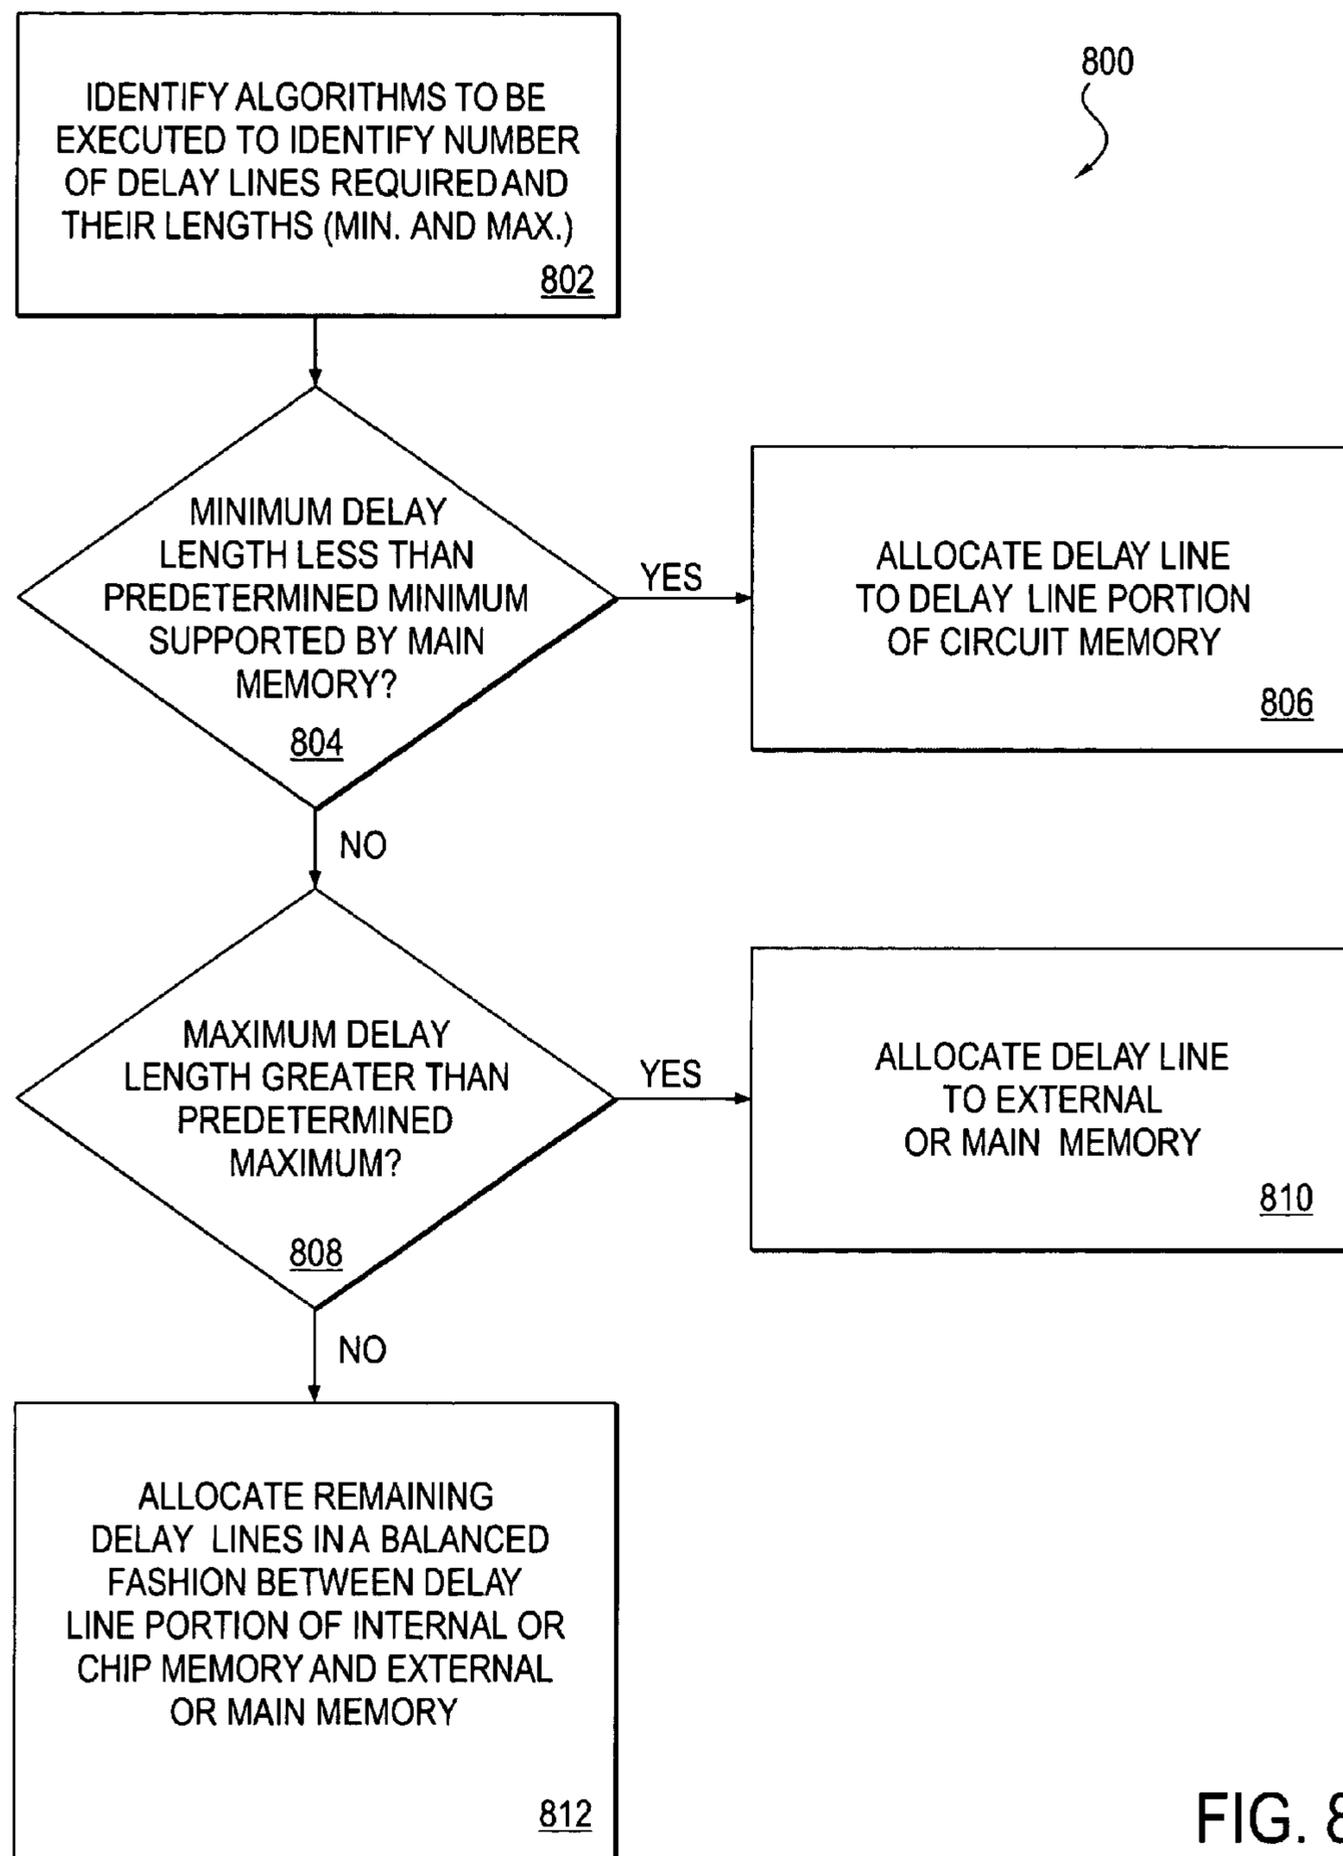 800
IDENTIFY ALGORITHMS TO BE
EXECUTED TO IDENTIFY NUMBER
OF DELAY LINES REQUIRED AND
THEIR LENGTHS (MIN. AND MAX.)
802
MINIMUM DELAY
LENGTH LESS THAN
PREDETERMINED MINIMUM
SUPPORTED BY MAIN
MEMORY?
804
YES
ALLOCATE DELAY LINE
TO DELAY LINE PORTION
OF CIRCUIT MEMORY
806
NO
MAXIMUM DELAY
LENGTH GREATER THAN
PREDETERMINED
MAXIMUM?
808
YES
ALLOCATE DELAY LINE
TO EXTERNAL
OR MAIN MEMORY
810
NO
ALLOCATE REMAINING
DELAY LINES IN A BALANCED
FASHION BETWEEN DELAY
LINE PORTION OF INTERNAL OR
CHIP MEMORY AND EXTERNAL
OR MAIN MEMORY
812
FIG. 8